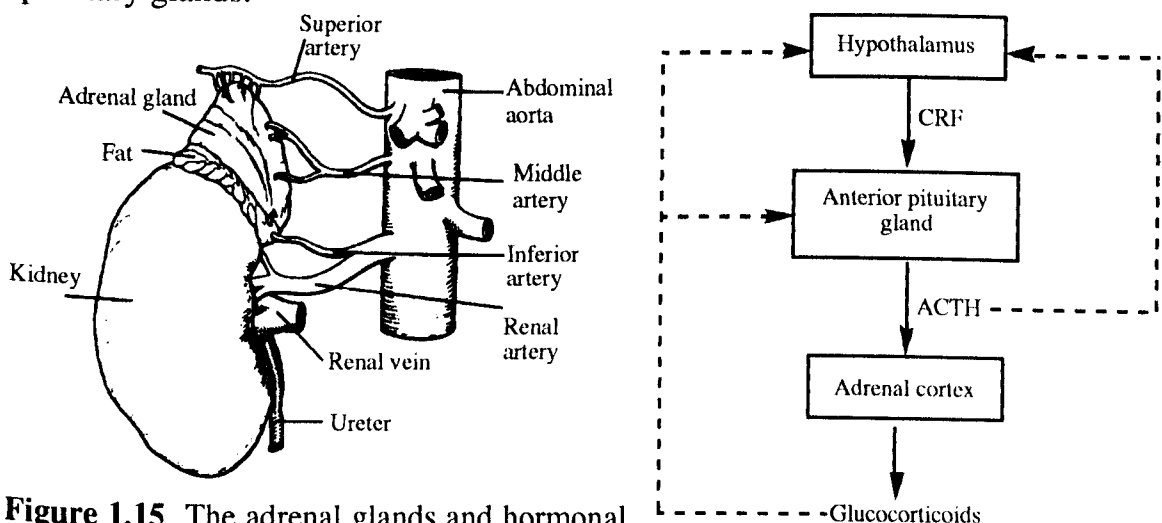 glands.
Superior
artery
Adrenal gland
Fat
Abdominal
aorta
Middle
artery
Kidney
Inferior
artery
Renal
artery
Renal vein
Ureter
Figure 1.15 The adrenal glands and hormonal
Hypothalamus
CRF
Anterior pituitary
gland
ACTH
Adrenal cortex
Glucocorticoids